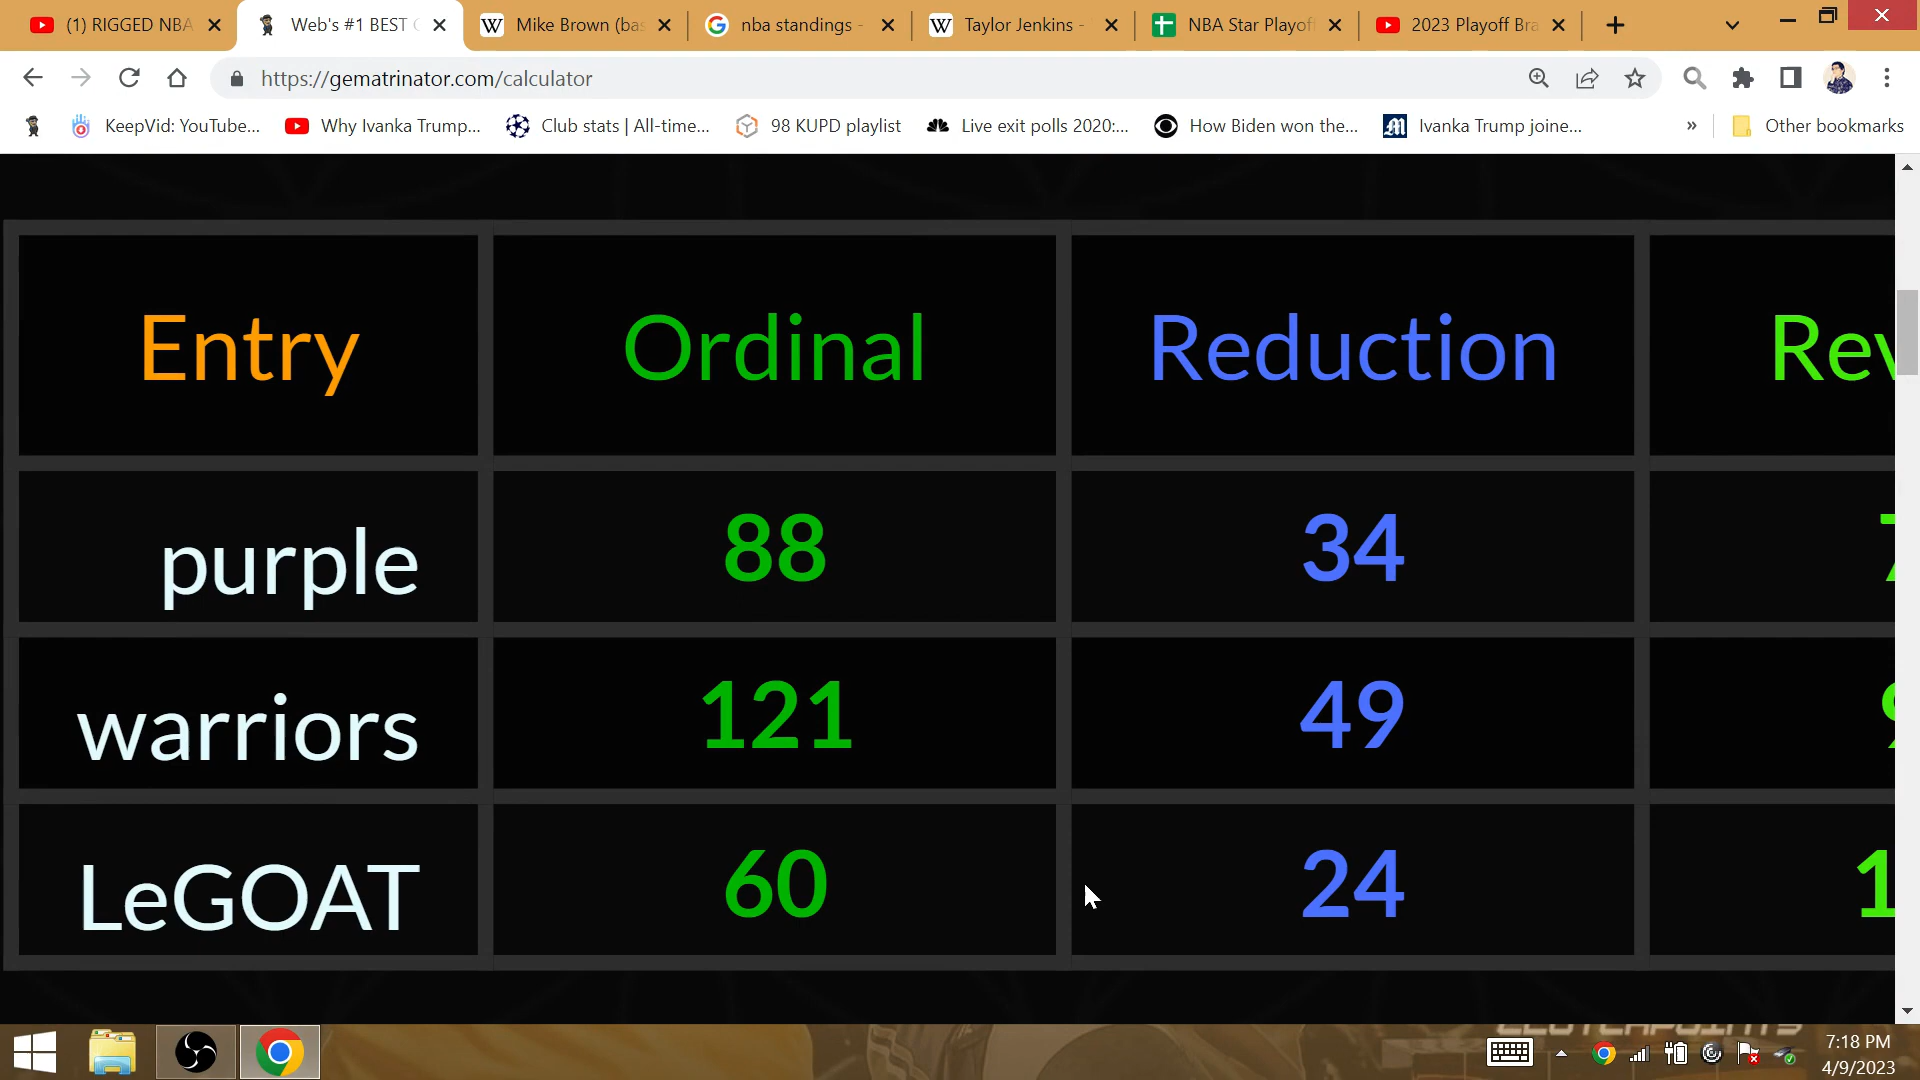 (1) RIGGED NBA
Web's #1 BEST
Mike Brown (bas
nba standings -
Taylor Jenkins -
NBA Star Playof
2023 Playoff Bra
https://gematrinator.com/calculator
KeepVid: YouTube...
Why Ivanka Trump...
Club stats | All-time...
98 KUPD playlist
Live exit polls 2020:...
How Biden won the...
Ivanka Trump joine...
»
Other bookmarks
Entry
Ordinal
Reduction
Rev
purple
88
34
warriors
121
49
LeGOAT
60
24
1
7:18 PM
4/9/2023